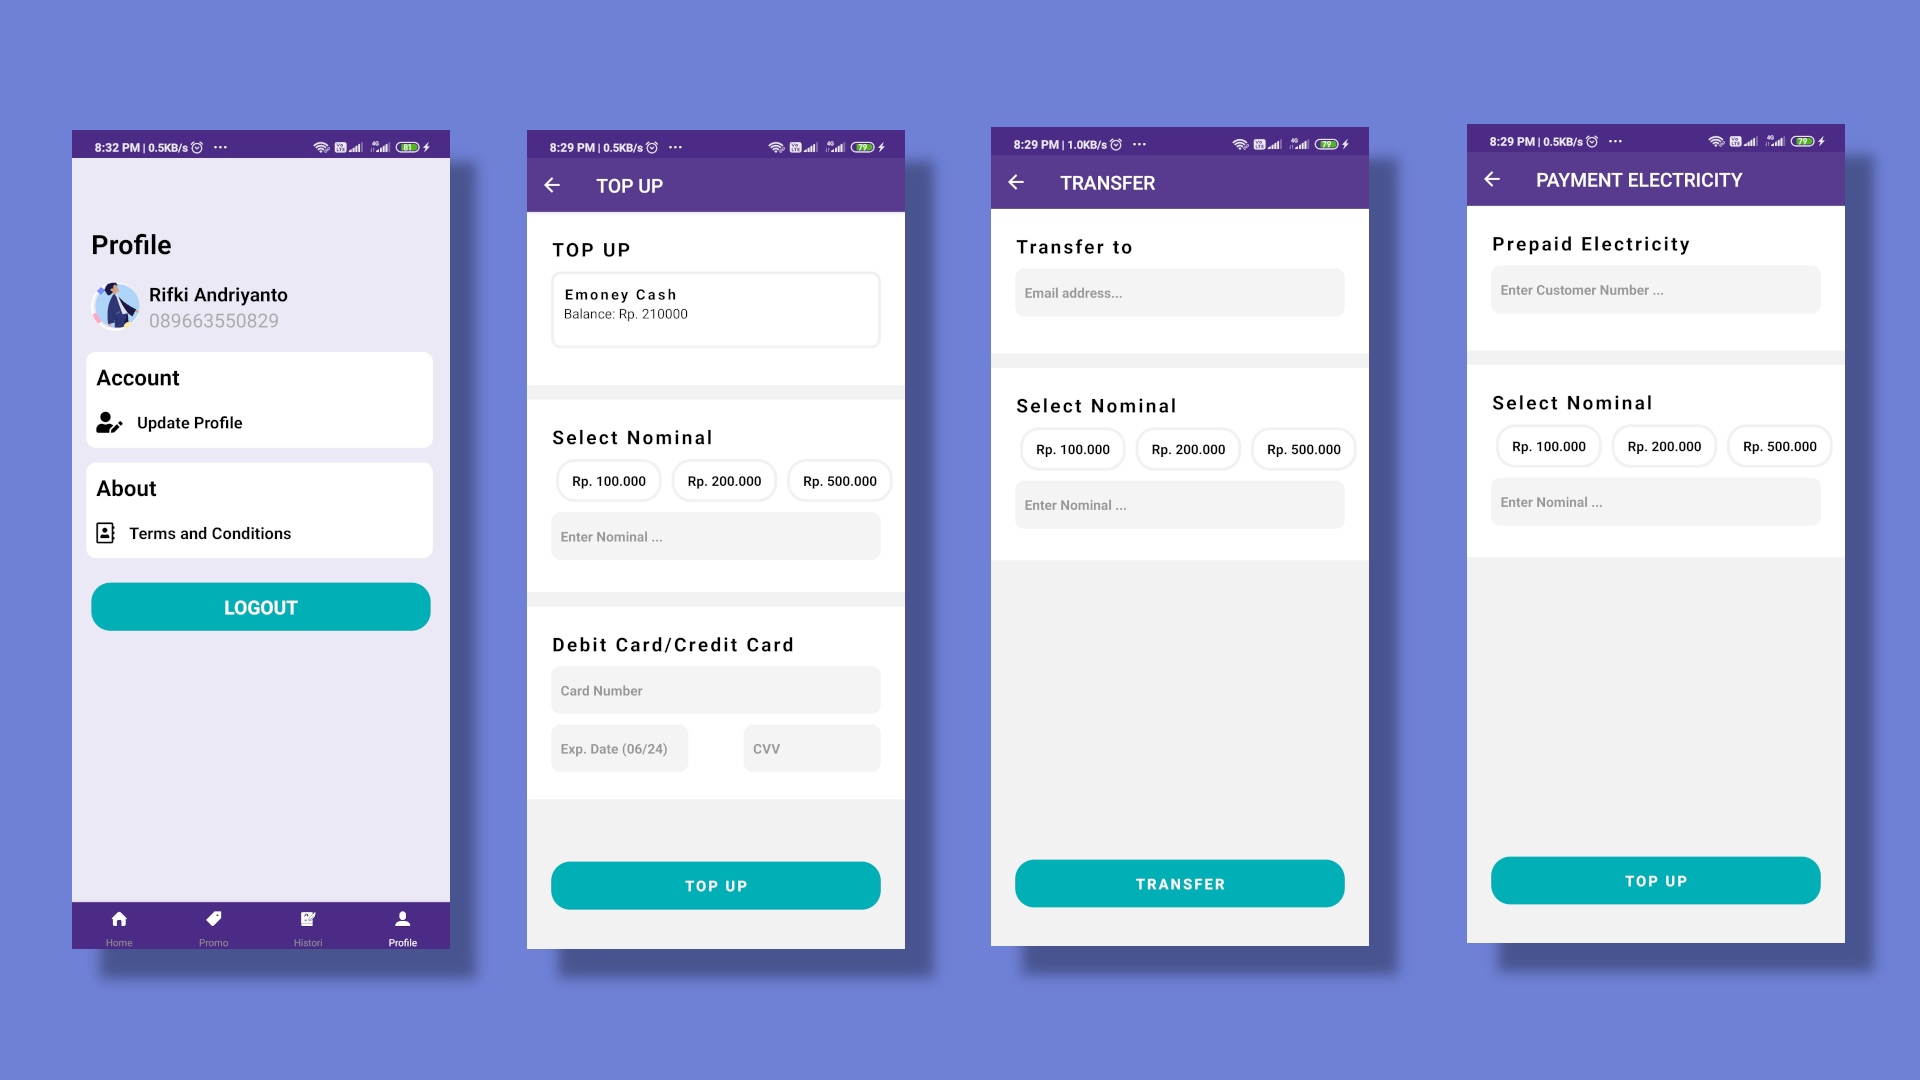 8:32 PM | 0.5KB/s ...
81
Profile
Rifki Andriyanto
089663550829
Account
Update Profile
About
Terms and Conditions
LOGOUT
Home Promo Histori Profile
8:29 PM | 0.5KB/s ...
4G 79
TOP UP
TOP UP
Emoney Cash
Balance: Rp. 210000
Select Nominal
Rp. 100.000 Rp. 200.000 Rp. 500.000
Enter Nominal ...
Debit Card/Credit Card
Card Number
Exp. Date (06/24) CVV
TOP UP
8:29 PM | 1.0KB/s ...
4G 79
TRANSFER
Transfer to
Email address...
Select Nominal
Rp. 100.000 Rp. 200.000 Rp. 500.000
Enter Nominal ...
TRANSFER
8:29 PM | 0.5KB/s ...
4G 79
PAYMENT ELECTRICITY
Prepaid Electricity
Enter Customer Number ...
Select Nominal
Rp. 100.000 Rp. 200.000 Rp. 500.000
Enter Nominal ...
TOP UP